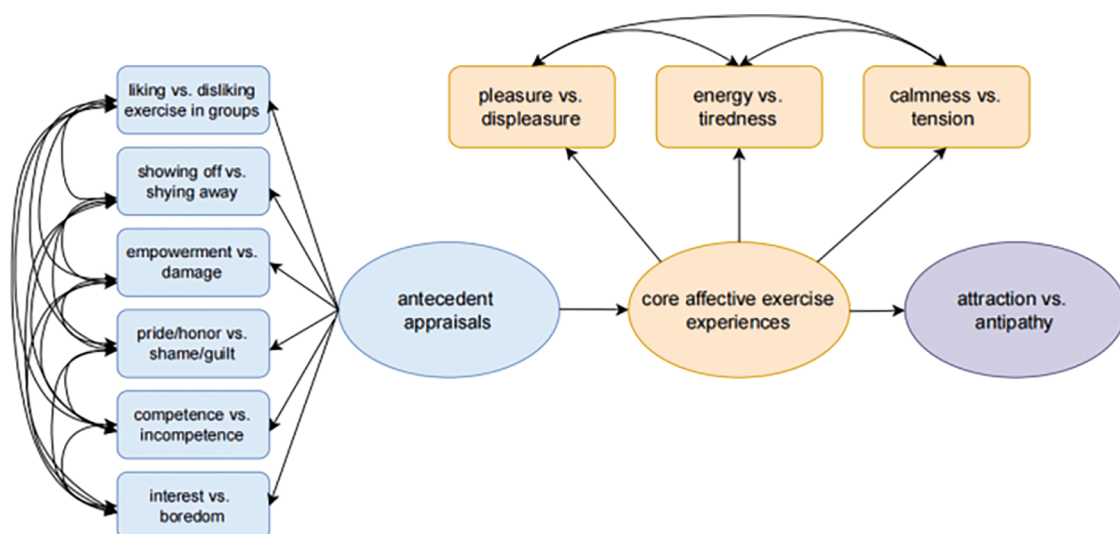 liking vs. disliking
exercise in groups
showing off vs.
shying away
empowerment vs.
damage
pride/honor vs.
shame/guilt
competence vs.
incompetence
interest vs.
boredom
antecedent
appraisals
pleasure vs.
displeasure
energy vs.
tiredness
calmness vs.
tension
core affective exercise
experiences
attraction vs.
antipathy